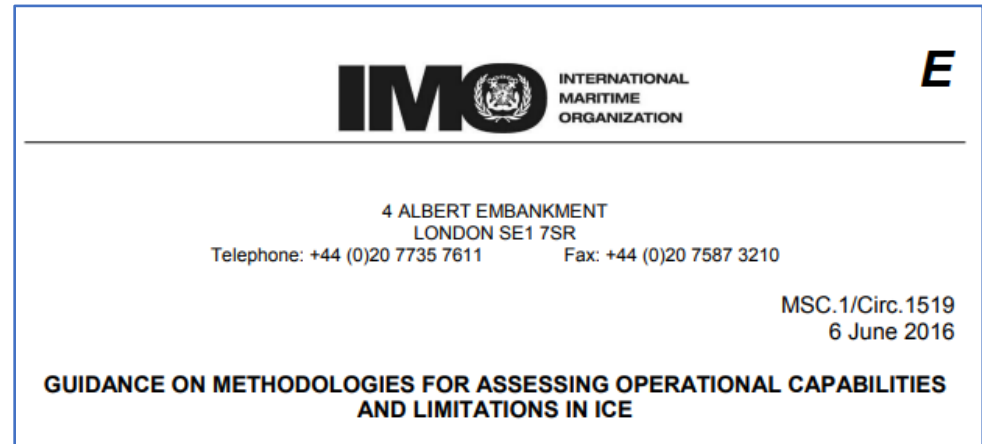 E
IMO
INTERNATIONAL
MARITIME
ORGANIZATION
4 ALBERT EMBANKMENT
LONDON SE1 7SR
Telephone: +44 (0)20 7735 7611 Fax: +44 (0)20 7587 3210
MSC.1/Circ.1519
6 June 2016
GUIDANCE ON METHODOLOGIES FOR ASSESSING OPERATIONAL CAPABILITIES
AND LIMITATIONS IN ICE